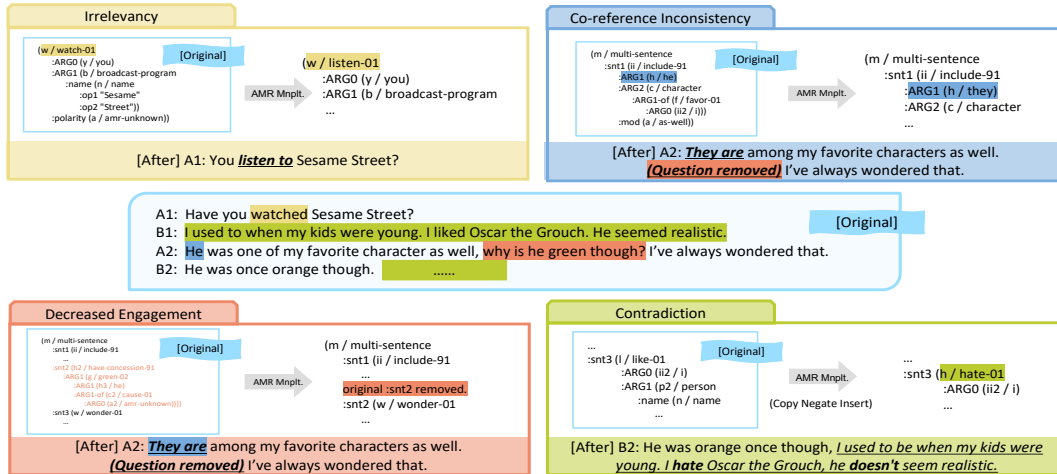 Irrelevancy
(w / watch-01
:ARG0 (y / you)
:ARG1 (b / broadcast-program
:name (n / name
:op1 "Sesame"
:op2 "Street"))
:polarity (a / amr-unknown))
[Original]
AMR Mnplt.
(w / listen-01
:ARG0 (y / you)
:ARG1 (b / broadcast-program
...
[After] A1: You listen to Sesame Street?
Co-reference Inconsistency
(m / multi-sentence
:snt1 (ii / include-91
:ARG1 (h / he)
:ARG2 (c / character
:ARG1-of (f / favor-01
:ARG0 (ii2 / i)))
:mod (a / as-well))
[Original]
AMR Mnplt.
(m / multi-sentence
:snt1 (ii / include-91
:ARG1 (h / they)
:ARG2 (c / character
...
[After] A2: They are among my favorite characters as well.
(Question removed) I've always wondered that.
A1: Have you watched Sesame Street?
B1: I used to when my kids were young. I liked Oscar the Grouch. He seemed realistic.
A2: He was one of my favorite character as well, why is he green though? I've always wondered that.
B2: He was once orange though. ......
[Original]
Decreased Engagement
(m / multi-sentence
:snt1 (ii / include-91
...
:snt2 (h2 / have-concession-91
:ARG1 (g / green-02
:ARG1 (h3 / he)
:ARG1-of (c2 / cause-01
:ARG0 (a2 / amr-unknown))))
:snt3 (w / wonder-01
[Original]
AMR Mnplt.
(m / multi-sentence
:snt1 (ii / include-91
...
original :snt2 removed.
:snt2 (w / wonder-01
...
[After] A2: They are among my favorite characters as well.
(Question removed) I've always wondered that.
Contradiction
...
:snt3 (l / like-01
:ARG0 (ii2 / i)
:ARG1 (p2 / person
:name (n / name
...
[Original]
AMR Mnplt.
(Copy Negate Insert)
...
:snt3 (h / hate-01
:ARG0 (ii2 / i)
...
[After] B2: He was orange once though, I used to be when my kids were
young. I hate Oscar the Grouch, he doesn't seem realistic.